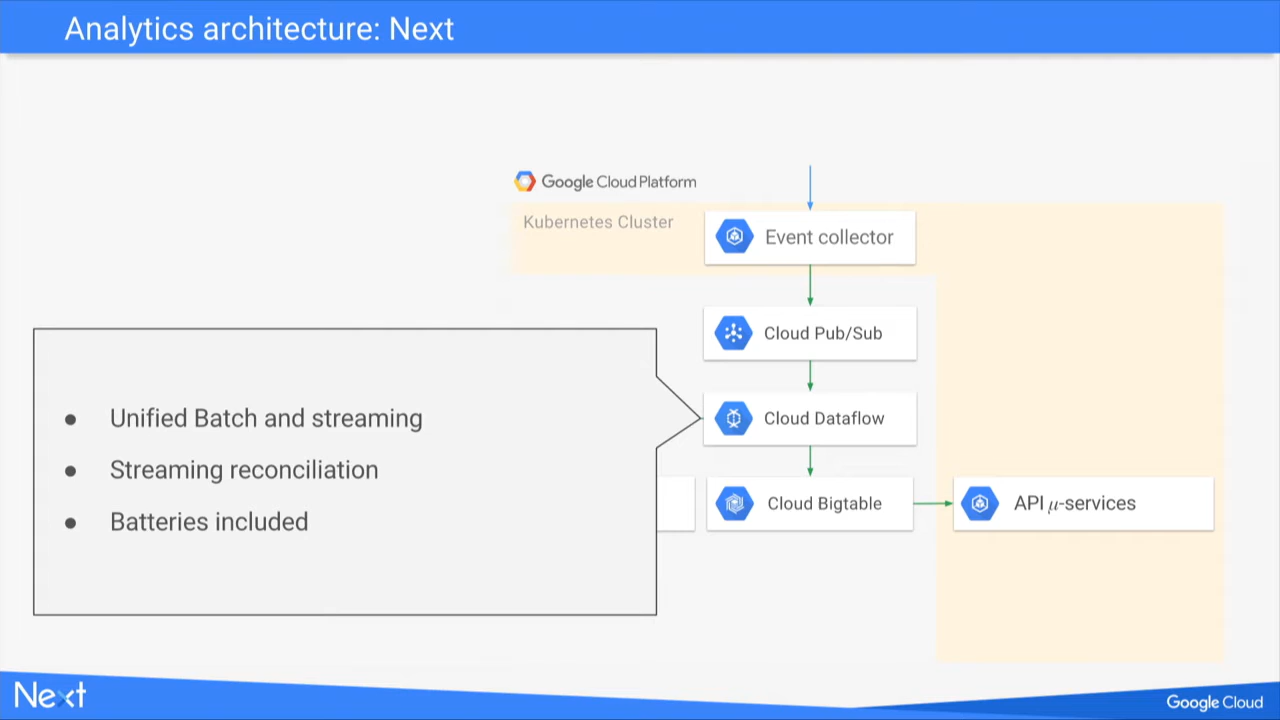 Analytics architecture: Next
Google Cloud Platform
Kubernetes Cluster
Event collector
Cloud Pub/Sub
Cloud Dataflow
Cloud Bigtable
API μ-services
● Unified Batch and streaming
● Streaming reconciliation
● Batteries included
Next
Google Cloud